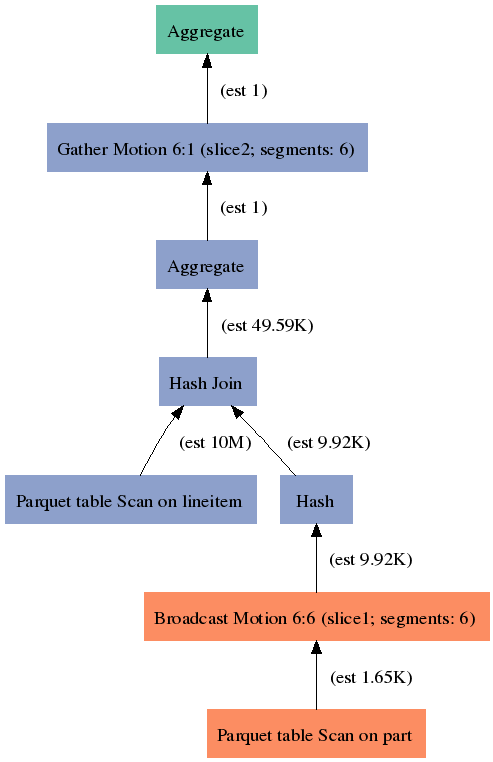 Aggregate
(est 1)
Gather Motion 6:1 (slice2; segments: 6)
(est 1)
Aggregate
(est 49.59K)
Hash Join
(est 10M)
(est 9.92K)
Parquet table Scan on lineitem
Hash
(est 9.92K)
Broadcast Motion 6:6 (slice1; segments: 6)
(est 1.65K)
Parquet table Scan on part